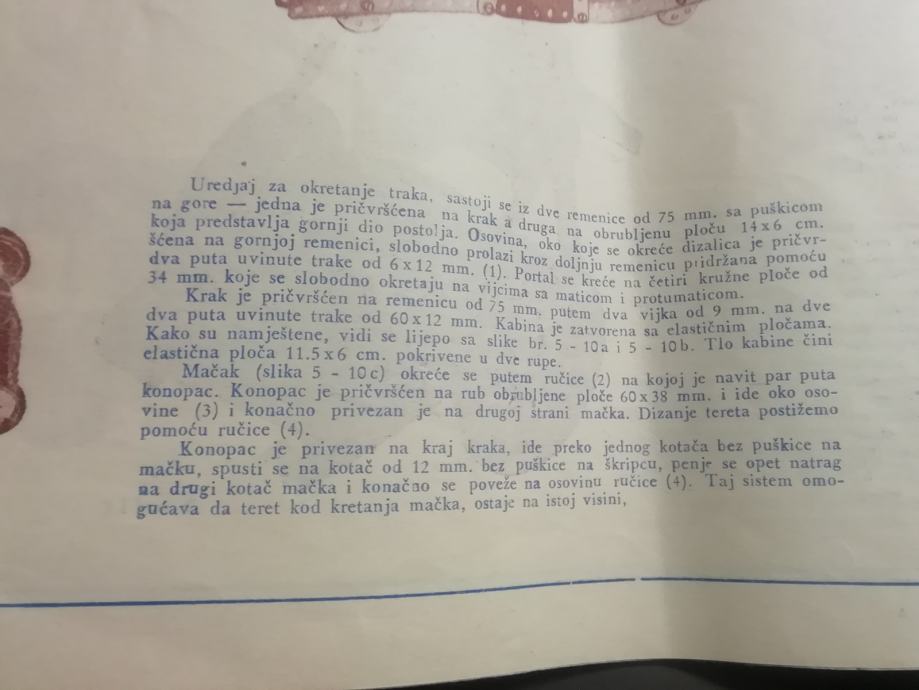 Uredjaj za okretanje traka, sastoji se iz dve remenice od 75 mm. sa puškicom
na gore — jedna je pričvršćena na krak a druga na obrubljenu ploču 14x6 cm.
koja predstavlja gornji dio postolja. Osovina, oko koje se okreće dizalica je pričvr-
šćena na gornjoj remenici, slobodno prolazi kroz doljnju remenicu pridržana pomoću
dva puta uvinute trake od 6x12 mm. (1). Portal se kreće na četiri kružne ploče od
34 mm. koje se slobodno okretaju na vijcima sa maticom i protumaticom.
Krak je pričvršćen na remenicu od 75 mm. putem dva vijka od 9 mm. na dve
dva puta uvinute trake od 60x12 mm. Kabina je zatvorena sa elastičnim pločama.
Kako su namještene, vidi se lijepo sa slike br. 5 - 10a i 5 - 10b. Tlo kabine čini
elastična ploča 11.5x6 cm. pokrivene u dve rupe.
Mačak (slika 5 - 10c) okreće se putem ručice (2) na kojoj je navit par puta
konopac. Konopac je pričvršćen na rub obrubljene ploče 60x38 mm. i ide oko oso-
vine (3) i konačno privezan je na drugoj strani mačka. Dizanje tereta postižemo
pomoću ručice (4).
Konopac je privezan na kraj kraka, ide preko jednog kotača bez puškice na
mačku, spusti se na kotač od 12 mm. bez puškice na škripcu, penje se opet natrag
na drugi kotač mačka i konačno se poveže na osovinu ručice (4). Taj sistem omo-
gućava da teret kod kretanja mačka, ostaje na istoj visini,